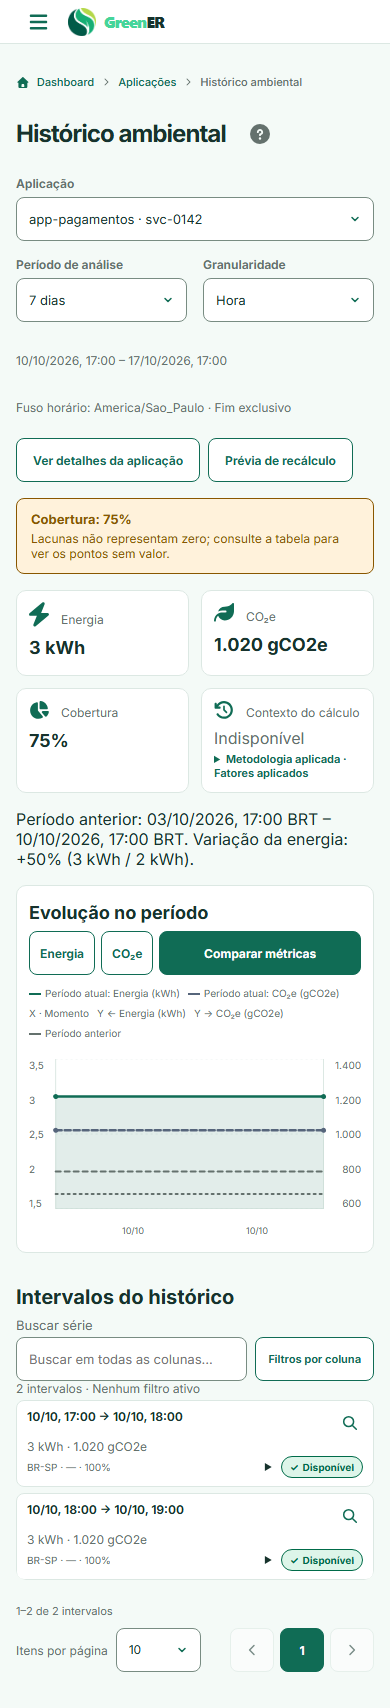 GreenER
Dashboard > Aplicações > Histórico ambiental
Histórico ambiental ?
Aplicação
app-pagamentos · svc-0142
Período de análise Granularidade
7 dias Hora
10/10/2026, 17:00 – 17/10/2026, 17:00
Fuso horário: America/Sao_Paulo · Fim exclusivo
Ver detalhes da aplicação Prévia de recálculo
Cobertura: 75%
Lacunas não representam zero; consulte a tabela para
ver os pontos sem valor.
Energia
3 kWh
CO₂e
1.020 gCO2e
Cobertura
75%
Contexto do cálculo
Indisponível
▶ Metodologia aplicada ·
Fatores aplicados
Período anterior: 03/10/2026, 17:00 BRT –
10/10/2026, 17:00 BRT. Variação da energia:
+50% (3 kWh / 2 kWh).
Evolução no período
Energia CO₂e Comparar métricas
Período atual: Energia (kWh) Período atual: CO₂e (gCO2e)
X · Momento Y ← Energia (kWh) Y → CO₂e (gCO2e)
Período anterior
3,5 1.400
3 1.200
2,5 1.000
2 800
1,5 600
10/10 10/10
Intervalos do histórico
Buscar série
Buscar em todas as colunas... Filtros por coluna
2 intervalos · Nenhum filtro ativo
10/10, 17:00 → 10/10, 18:00
3 kWh · 1.020 gCO2e
BR-SP · — · 100% ▶ ✓ Disponível
10/10, 18:00 → 10/10, 19:00
3 kWh · 1.020 gCO2e
BR-SP · — · 100% ▶ ✓ Disponível
1–2 de 2 intervalos
Itens por página 10 < 1 >